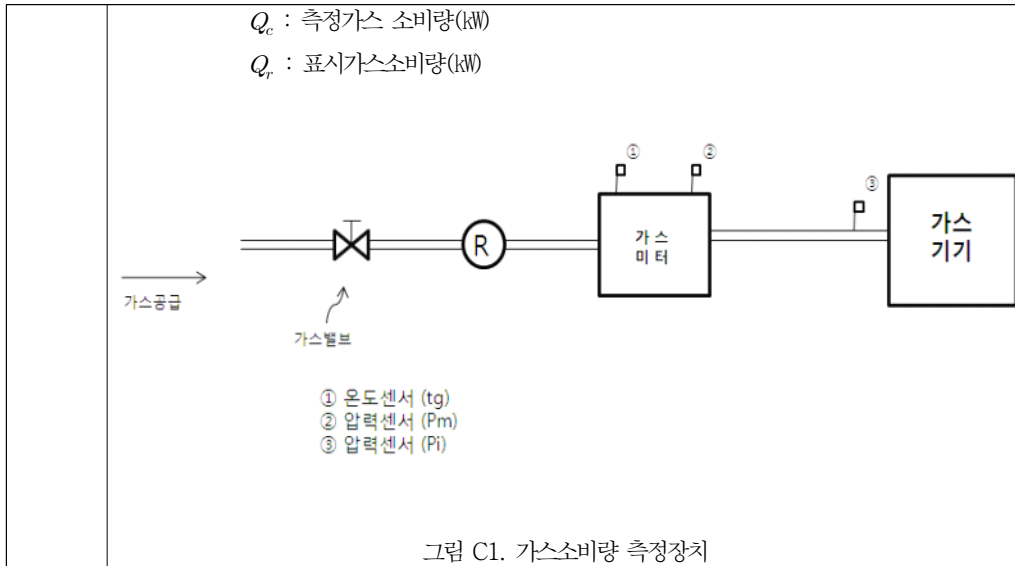 Q_c : 측정가스 소비량(㎾)
Q_r : 표시가스소비량(㎾)
① ②
③
R
가 스
미 터
가스
기기
가스공급
가스밸브
① 온도센서 (tg)
② 압력센서 (Pm)
③ 압력센서 (Pi)
그림 C1. 가스소비량 측정장치